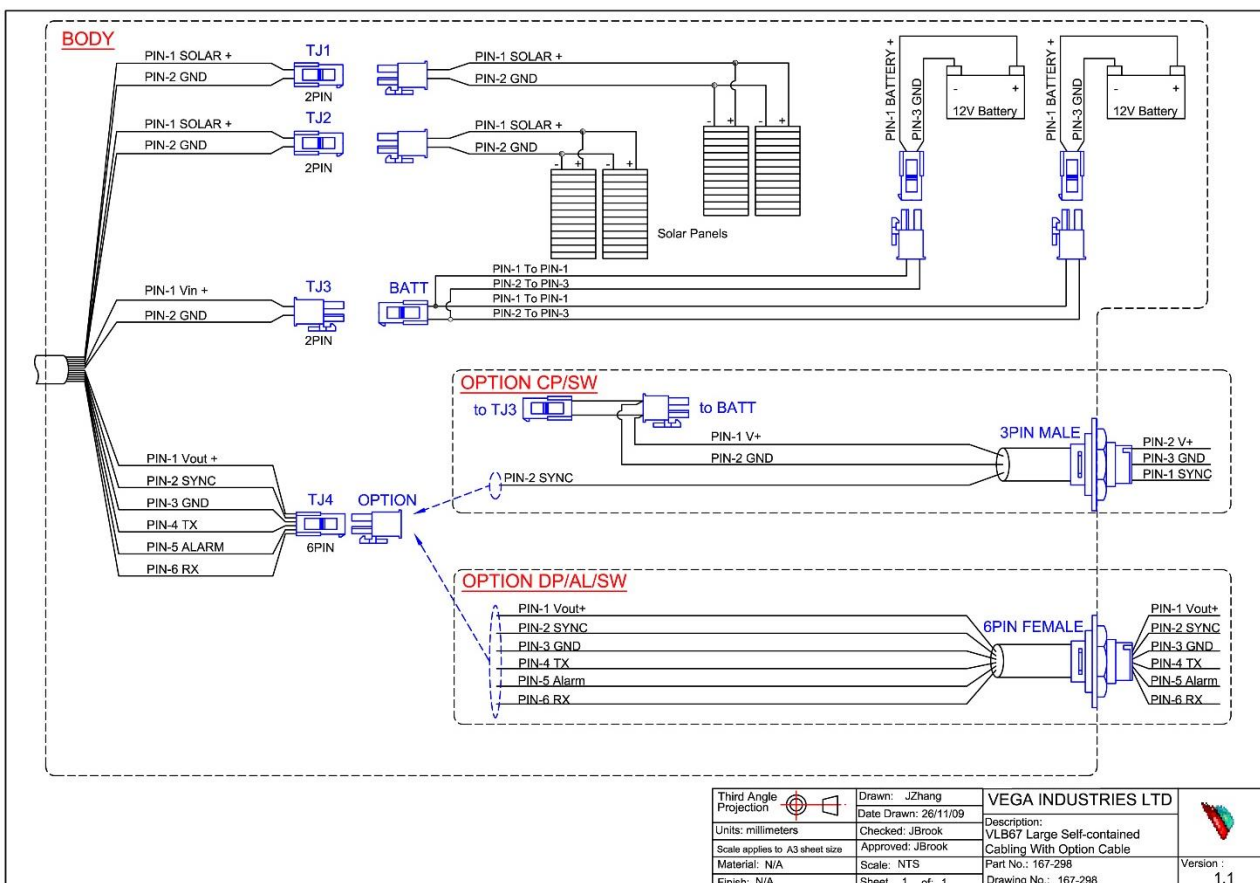 BODY
PIN-1 SOLAR +
PIN-2 GND
TJ1
2PIN
PIN-1 SOLAR +
PIN-2 GND
PIN-1 SOLAR +
PIN-2 GND
TJ2
2PIN
PIN-1 SOLAR +
PIN-2 GND
- + - +
- + - +
Solar Panels
PIN-1 BATTERY +
PIN-3 GND
- +
12V Battery
PIN-1 BATTERY +
PIN-3 GND
- +
12V Battery
PIN-1 Vin +
PIN-2 GND
TJ3
2PIN
BATT
PIN-1 To PIN-1
PIN-2 To PIN-3
PIN-1 To PIN-1
PIN-2 To PIN-3
OPTION CP/SW
to TJ3
to BATT
PIN-1 V+
PIN-2 GND
PIN-2 SYNC
3PIN MALE
PIN-2 V+
PIN-3 GND
PIN-1 SYNC
PIN-1 Vout +
PIN-2 SYNC
PIN-3 GND
PIN-4 TX
PIN-5 ALARM
PIN-6 RX
TJ4
6PIN
OPTION
OPTION DP/AL/SW
PIN-1 Vout+
PIN-2 SYNC
PIN-3 GND
PIN-4 TX
PIN-5 Alarm
PIN-6 RX
6PIN FEMALE
PIN-1 Vout+
PIN-2 SYNC
PIN-3 GND
PIN-4 TX
PIN-5 Alarm
PIN-6 RX
Third Angle
Projection
Units: millimeters
Scale applies to A3 sheet size
Material: N/A
Finish: N/A
Drawn: JZhang
Date Drawn: 26/11/09
Checked: JBrook
Approved: JBrook
Scale: NTS
Sheet 1 of: 1
VEGA INDUSTRIES LTD
Description:
VLB67 Large Self-contained
Cabling With Option Cable
Part No.: 167-298
Drawing No.: 167-298
Version :
1.1